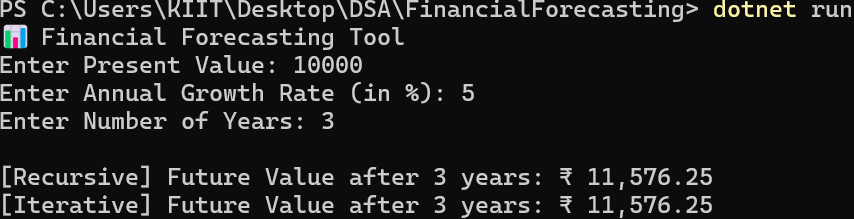 PS C:\Users\KIIT\Desktop\DSA\FinancialForecasting> dotnet run
📊 Financial Forecasting Tool
Enter Present Value: 10000
Enter Annual Growth Rate (in %): 5
Enter Number of Years: 3
[Recursive] Future Value after 3 years: ₹ 11,576.25
[Iterative] Future Value after 3 years: ₹ 11,576.25